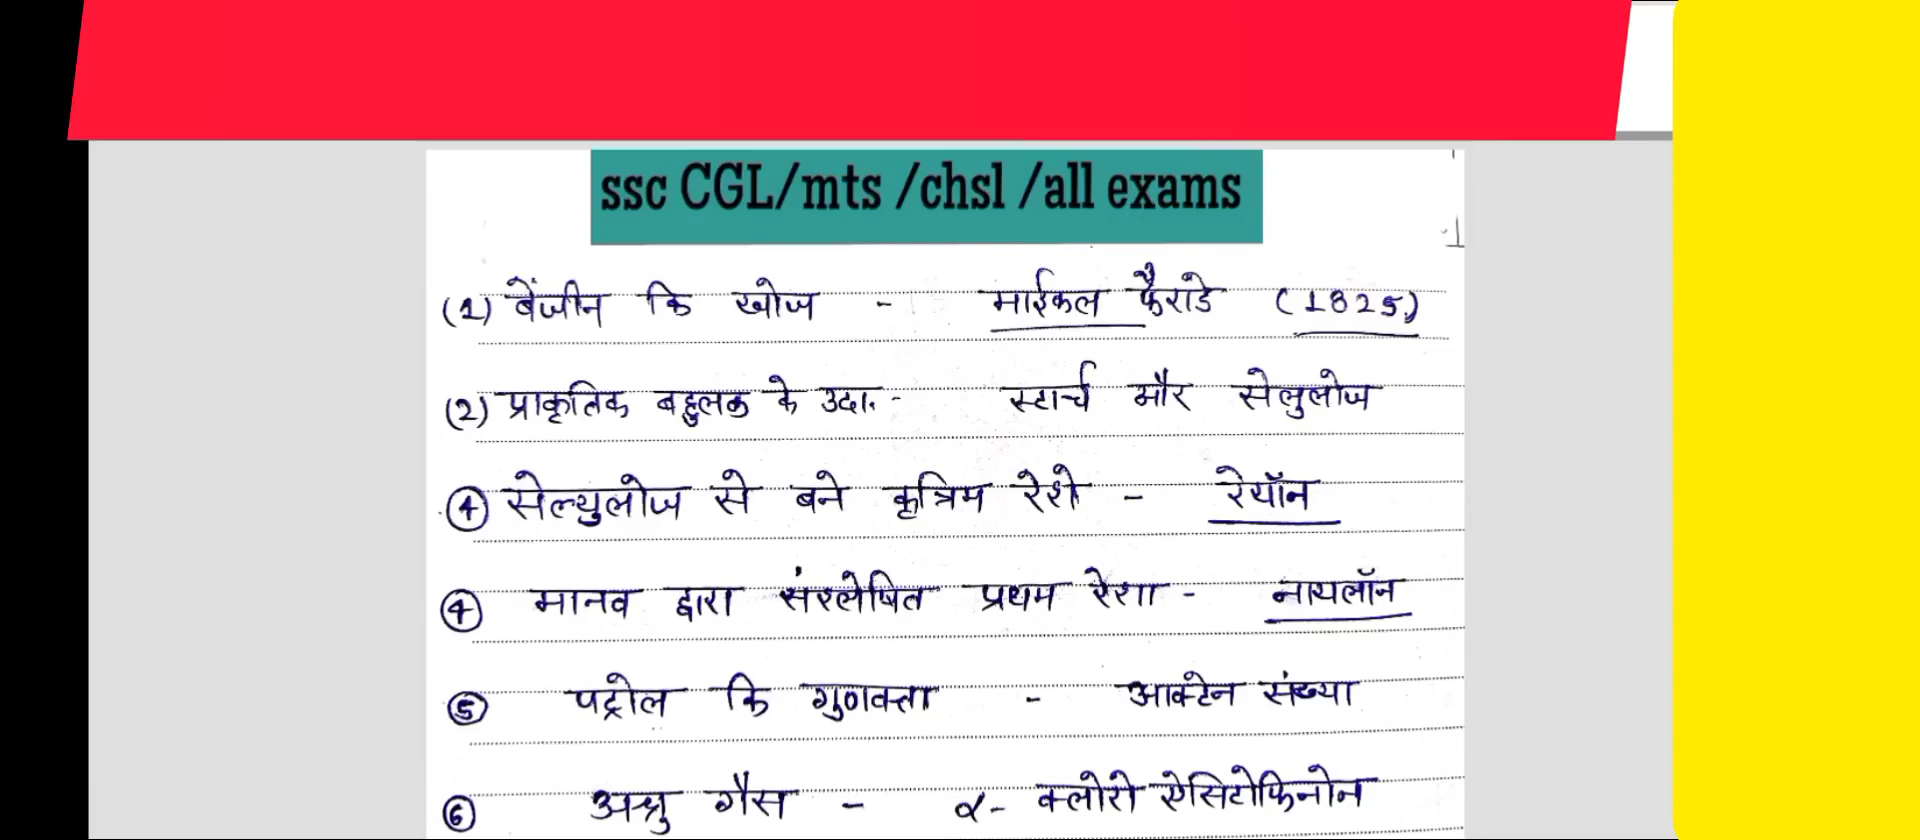 ssc CGL/mts /chsl /all exams
(1) बेंजीन कि खोज - माईकल फैराडे (1825)
(2) प्राकृतिक बहुलक के उदा. - स्टार्च और सेलुलोज
④ सेल्युलोज से बने कृत्रिम रेशे - रेयॉन
④ मानव द्वारा संश्लेषित प्रथम रेशा - नायलॉन
⑤ पट्रोल कि गुणवत्ता - आक्टेन संख्या
⑥ अश्रु गैस - α- क्लोरो ऐसिटोफिनोन